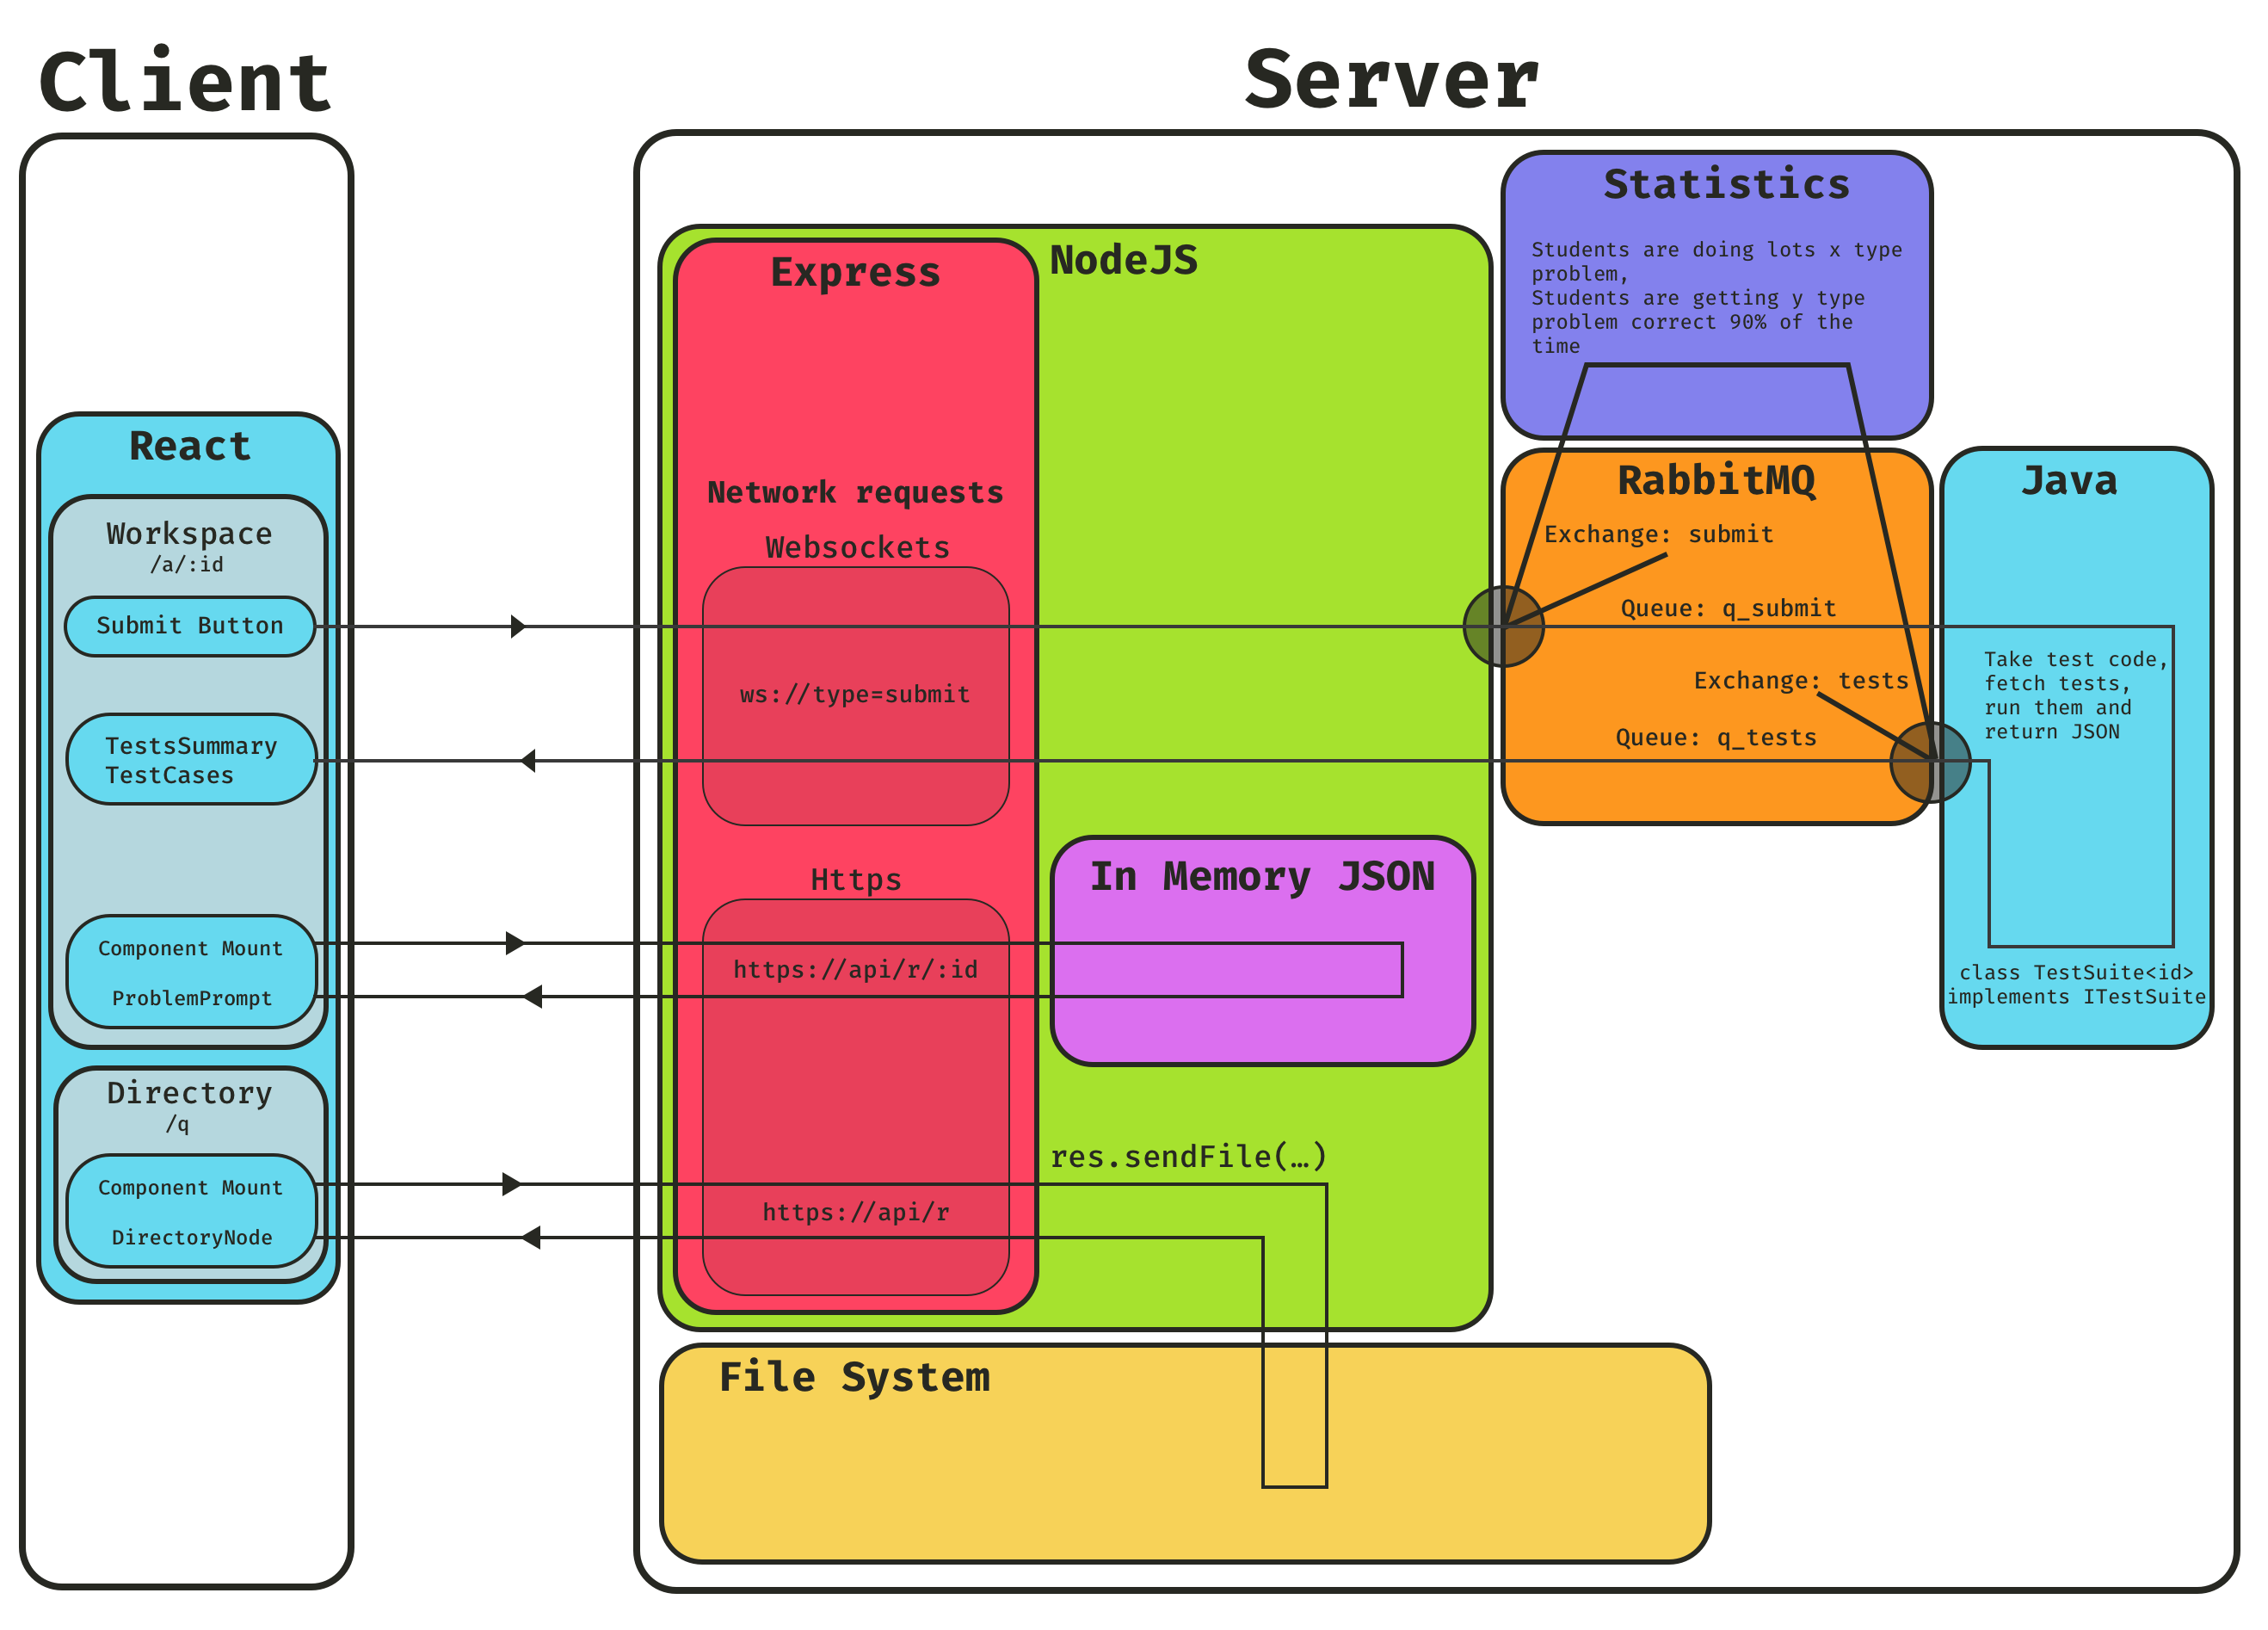 Client
Server
React
Workspace
/a/:id
Submit Button
TestsSummary
TestCases
Component Mount
ProblemPrompt
Directory
/q
Component Mount
DirectoryNode
Express
NodeJS
Network requests
Websockets
ws://type=submit
Https
https://api/r/:id
https://api/r
In Memory JSON
res.sendFile(…)
File System
Statistics
Students are doing lots x type
problem,
Students are getting y type
problem correct 90% of the
time
RabbitMQ
Exchange: submit
Queue: q_submit
Exchange: tests
Queue: q_tests
Java
Take test code,
fetch tests,
run them and
return JSON
class TestSuite<id>
implements ITestSuite